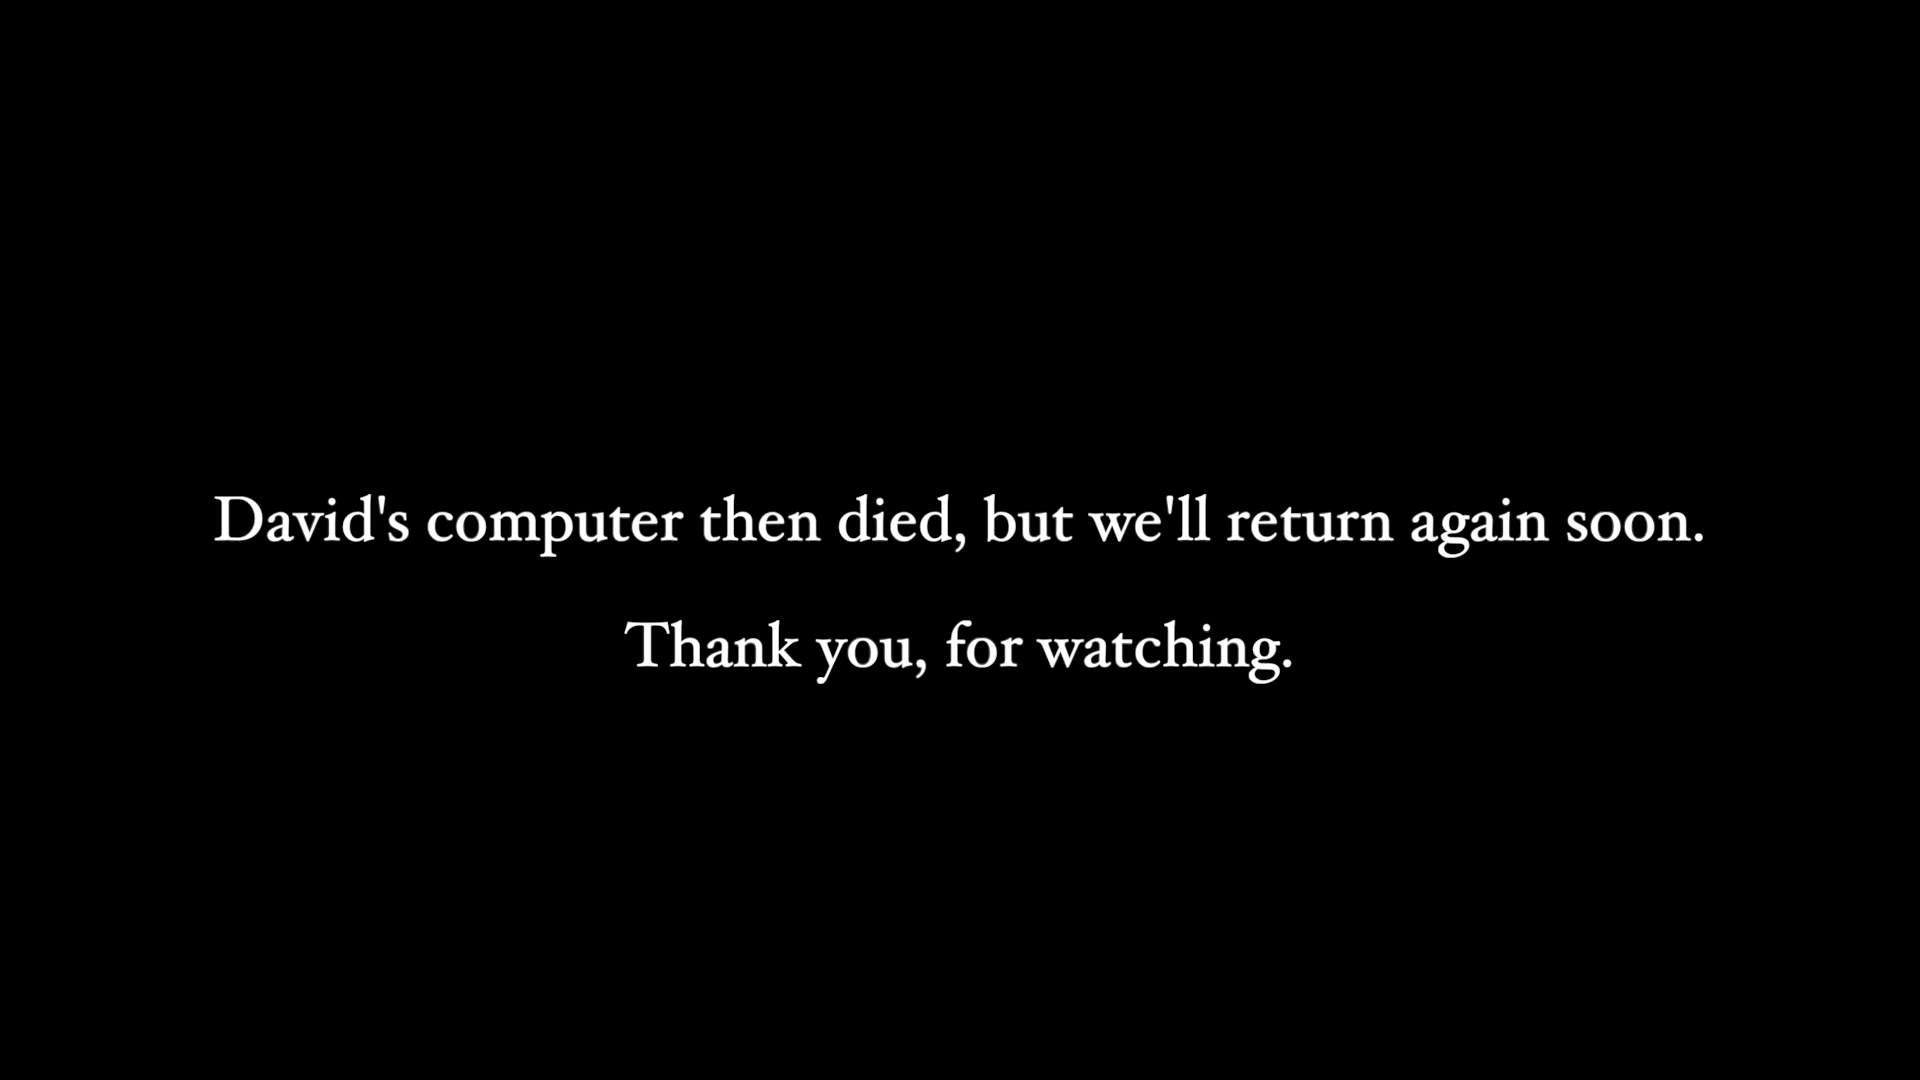 David's computer then died, but we'll return again soon.
Thank you, for watching.